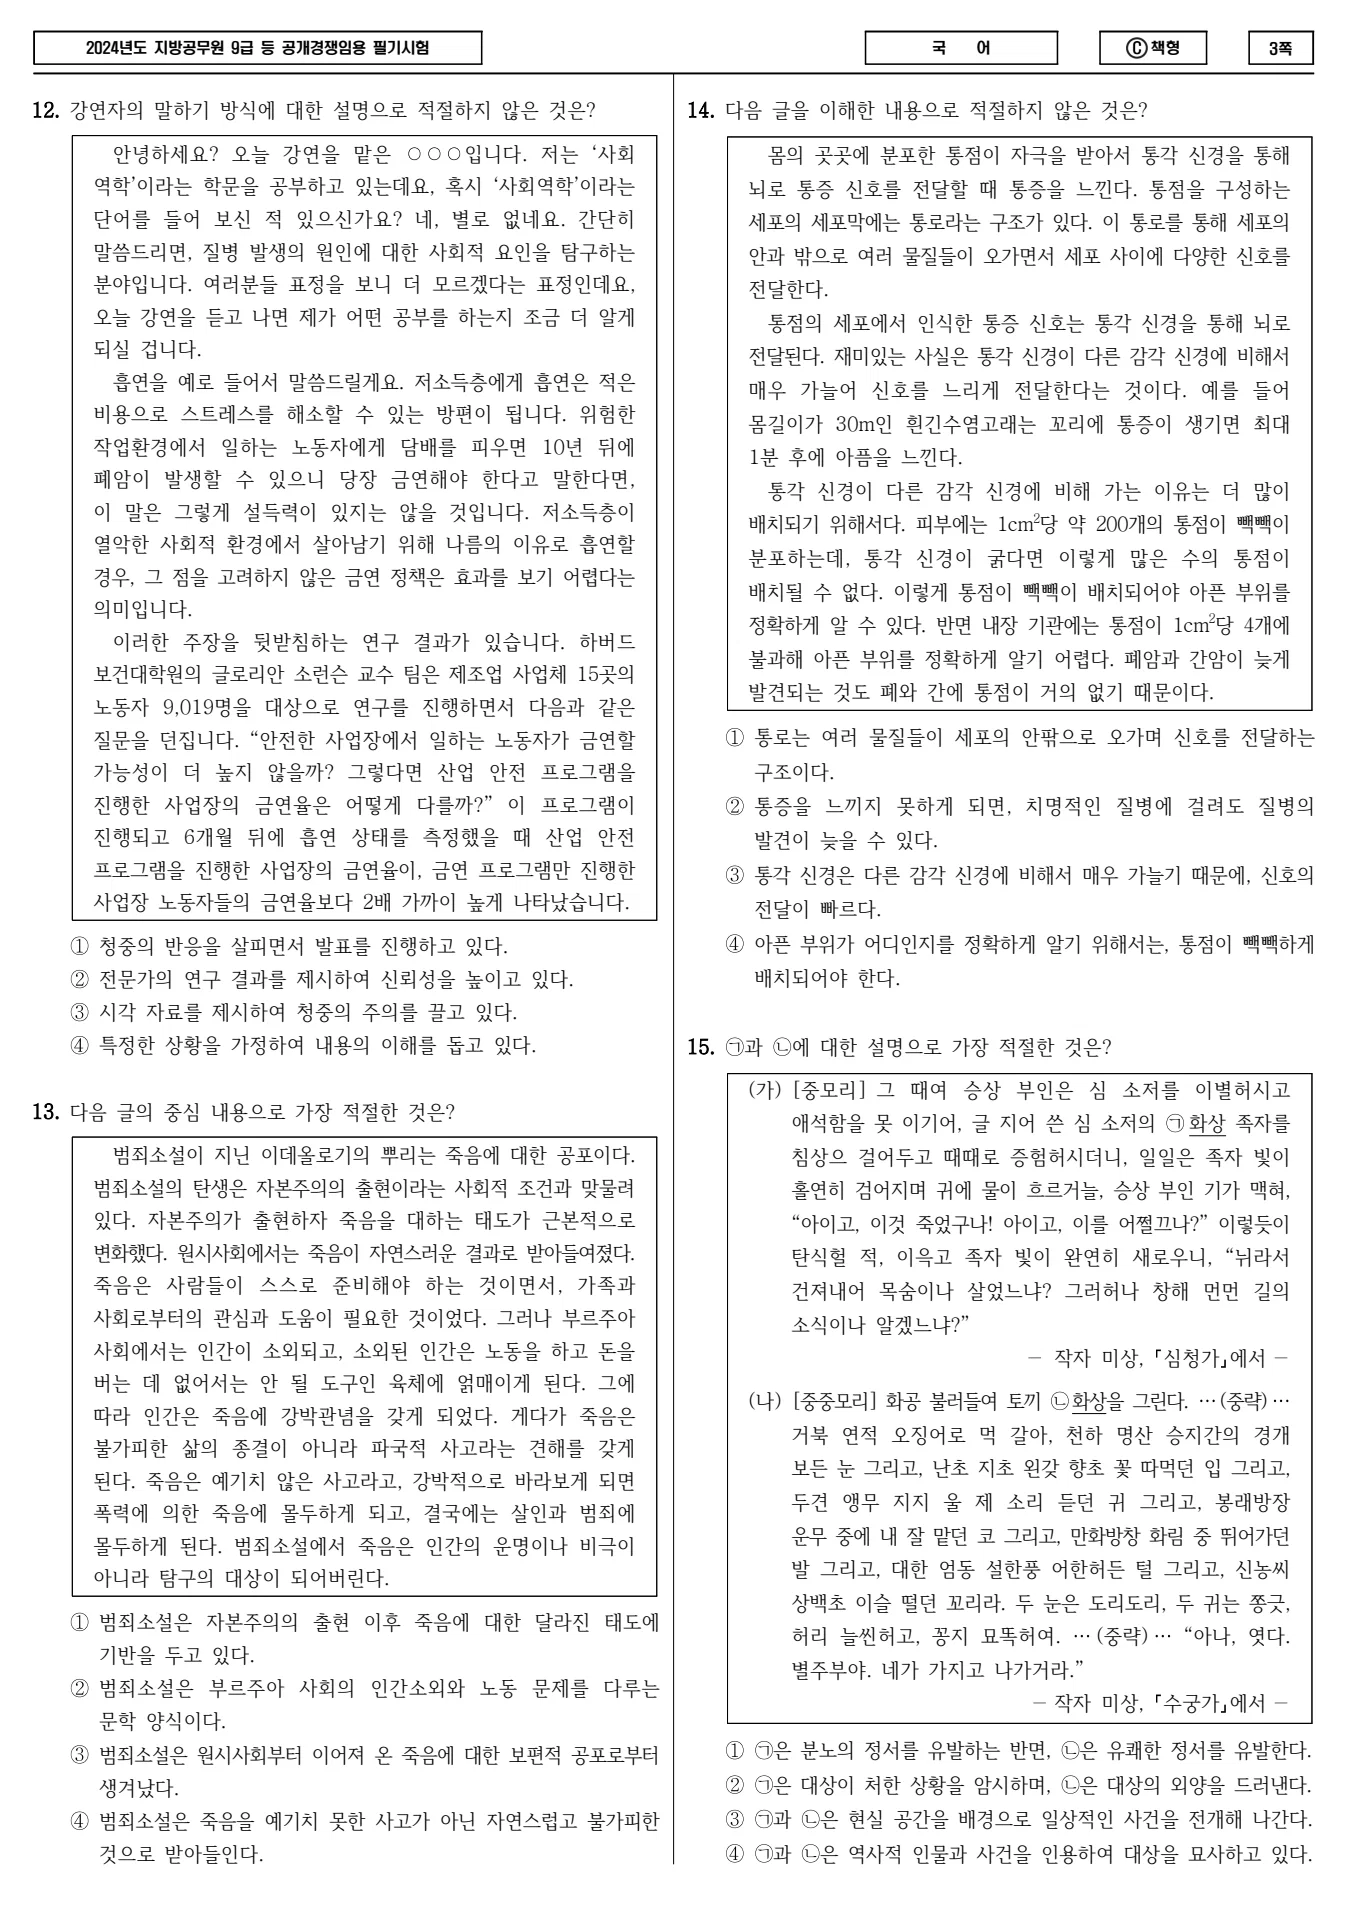 2024년도 지방공무원 9급 등 공개경쟁임용 필기시험
국 어
Ⓒ책형
3쪽
12. 강연자의 말하기 방식에 대한 설명으로 적절하지 않은 것은?
안녕하세요? 오늘 강연을 맡은 ○○○입니다. 저는 ‘사회
역학’이라는 학문을 공부하고 있는데요, 혹시 ‘사회역학’이라는
단어를 들어 보신 적 있으신가요? 네, 별로 없네요. 간단히
말씀드리면, 질병 발생의 원인에 대한 사회적 요인을 탐구하는
분야입니다. 여러분들 표정을 보니 더 모르겠다는 표정인데요,
오늘 강연을 듣고 나면 제가 어떤 공부를 하는지 조금 더 알게
되실 겁니다.
흡연을 예로 들어서 말씀드릴게요. 저소득층에게 흡연은 적은
비용으로 스트레스를 해소할 수 있는 방편이 됩니다. 위험한
작업환경에서 일하는 노동자에게 담배를 피우면 10년 뒤에
폐암이 발생할 수 있으니 당장 금연해야 한다고 말한다면,
이 말은 그렇게 설득력이 있지는 않을 것입니다. 저소득층이
열악한 사회적 환경에서 살아남기 위해 나름의 이유로 흡연할
경우, 그 점을 고려하지 않은 금연 정책은 효과를 보기 어렵다는
의미입니다.
이러한 주장을 뒷받침하는 연구 결과가 있습니다. 하버드
보건대학원의 글로리안 소런슨 교수 팀은 제조업 사업체 15곳의
노동자 9,019명을 대상으로 연구를 진행하면서 다음과 같은
질문을 던집니다. “안전한 사업장에서 일하는 노동자가 금연할
가능성이 더 높지 않을까? 그렇다면 산업 안전 프로그램을
진행한 사업장의 금연율은 어떻게 다를까?” 이 프로그램이
진행되고 6개월 뒤에 흡연 상태를 측정했을 때 산업 안전
프로그램을 진행한 사업장의 금연율이, 금연 프로그램만 진행한
사업장 노동자들의 금연율보다 2배 가까이 높게 나타났습니다.
① 청중의 반응을 살피면서 발표를 진행하고 있다.
② 전문가의 연구 결과를 제시하여 신뢰성을 높이고 있다.
③ 시각 자료를 제시하여 청중의 주의를 끌고 있다.
④ 특정한 상황을 가정하여 내용의 이해를 돕고 있다.
13. 다음 글의 중심 내용으로 가장 적절한 것은?
범죄소설이 지닌 이데올로기의 뿌리는 죽음에 대한 공포이다.
범죄소설의 탄생은 자본주의의 출현이라는 사회적 조건과 맞물려
있다. 자본주의가 출현하자 죽음을 대하는 태도가 근본적으로
변화했다. 원시사회에서는 죽음이 자연스러운 결과로 받아들여졌다.
죽음은 사람들이 스스로 준비해야 하는 것이면서, 가족과
사회로부터의 관심과 도움이 필요한 것이었다. 그러나 부르주아
사회에서는 인간이 소외되고, 소외된 인간은 노동을 하고 돈을
버는 데 없어서는 안 될 도구인 육체에 얽매이게 된다. 그에
따라 인간은 죽음에 강박관념을 갖게 되었다. 게다가 죽음은
불가피한 삶의 종결이 아니라 파국적 사고라는 견해를 갖게
된다. 죽음은 예기치 않은 사고라고, 강박적으로 바라보게 되면
폭력에 의한 죽음에 몰두하게 되고, 결국에는 살인과 범죄에
몰두하게 된다. 범죄소설에서 죽음은 인간의 운명이나 비극이
아니라 탐구의 대상이 되어버린다.
① 범죄소설은 자본주의의 출현 이후 죽음에 대한 달라진 태도에
기반을 두고 있다.
② 범죄소설은 부르주아 사회의 인간소외와 노동 문제를 다루는
문학 양식이다.
③ 범죄소설은 원시사회부터 이어져 온 죽음에 대한 보편적 공포로부터
생겨났다.
④ 범죄소설은 죽음을 예기치 못한 사고가 아닌 자연스럽고 불가피한
것으로 받아들인다.
14. 다음 글을 이해한 내용으로 적절하지 않은 것은?
몸의 곳곳에 분포한 통점이 자극을 받아서 통각 신경을 통해
뇌로 통증 신호를 전달할 때 통증을 느낀다. 통점을 구성하는
세포의 세포막에는 통로라는 구조가 있다. 이 통로를 통해 세포의
안과 밖으로 여러 물질들이 오가면서 세포 사이에 다양한 신호를
전달한다.
통점의 세포에서 인식한 통증 신호는 통각 신경을 통해 뇌로
전달된다. 재미있는 사실은 통각 신경이 다른 감각 신경에 비해서
매우 가늘어 신호를 느리게 전달한다는 것이다. 예를 들어
몸길이가 30m인 흰긴수염고래는 꼬리에 통증이 생기면 최대
1분 후에 아픔을 느낀다.
통각 신경이 다른 감각 신경에 비해 가는 이유는 더 많이
배치되기 위해서다. 피부에는 1cm²당 약 200개의 통점이 빽빽이
분포하는데, 통각 신경이 굵다면 이렇게 많은 수의 통점이
배치될 수 없다. 이렇게 통점이 빽빽이 배치되어야 아픈 부위를
정확하게 알 수 있다. 반면 내장 기관에는 통점이 1cm²당 4개에
불과해 아픈 부위를 정확하게 알기 어렵다. 폐암과 간암이 늦게
발견되는 것도 폐와 간에 통점이 거의 없기 때문이다.
① 통로는 여러 물질들이 세포의 안팎으로 오가며 신호를 전달하는
구조이다.
② 통증을 느끼지 못하게 되면, 치명적인 질병에 걸려도 질병의
발견이 늦을 수 있다.
③ 통각 신경은 다른 감각 신경에 비해서 매우 가늘기 때문에, 신호의
전달이 빠르다.
④ 아픈 부위가 어디인지를 정확하게 알기 위해서는, 통점이 빽빽하게
배치되어야 한다.
15. ㉠과 ㉡에 대한 설명으로 가장 적절한 것은?
(가) [중모리] 그 때여 승상 부인은 심 소저를 이별허시고
애석함을 못 이기어, 글 지어 쓴 심 소저의 ㉠화상 족자를
침상으 걸어두고 때때로 증험허시더니, 일일은 족자 빛이
홀연히 검어지며 귀에 물이 흐르거늘, 승상 부인 기가 맥혀,
“아이고, 이것 죽었구나! 아이고, 이를 어쩔끄나?” 이렇듯이
탄식헐 적, 이윽고 족자 빛이 완연히 새로우니, “뉘라서
건져내어 목숨이나 살었느냐? 그러허나 창해 먼먼 길의
소식이나 알겠느냐?”
－ 작자 미상, 「심청가」에서 －
(나) [중중모리] 화공 불러들여 토끼 ㉡화상을 그린다. …(중략)…
거북 연적 오징어로 먹 갈아, 천하 명산 승지간의 경개
보든 눈 그리고, 난초 지초 왼갖 향초 꽃 따먹던 입 그리고,
두견 앵무 지지 울 제 소리 듣던 귀 그리고, 봉래방장
운무 중에 내 잘 맡던 코 그리고, 만화방창 화림 중 뛰어가던
발 그리고, 대한 엄동 설한풍 어한허든 털 그리고, 신농씨
상백초 이슬 떨던 꼬리라. 두 눈은 도리도리, 두 귀는 쫑긋,
허리 늘씬허고, 꽁지 묘똑허여. …(중략)… “아나, 엿다.
별주부야. 네가 가지고 나가거라.”
－ 작자 미상, 「수궁가」에서 －
① ㉠은 분노의 정서를 유발하는 반면, ㉡은 유쾌한 정서를 유발한다.
② ㉠은 대상이 처한 상황을 암시하며, ㉡은 대상의 외양을 드러낸다.
③ ㉠과 ㉡은 현실 공간을 배경으로 일상적인 사건을 전개해 나간다.
④ ㉠과 ㉡은 역사적 인물과 사건을 인용하여 대상을 묘사하고 있다.